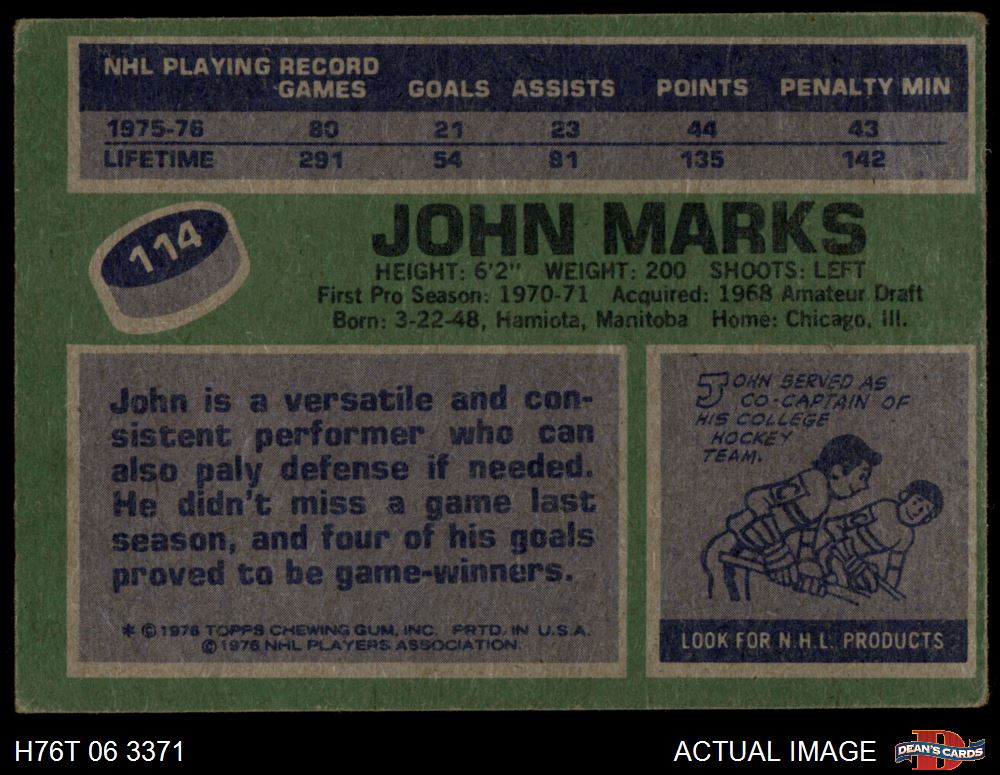 NHL PLAYING RECORD
GAMES GOALS ASSISTS POINTS PENALTY MIN
1975-76 80 21 23 44 43
LIFETIME 291 54 81 135 142
114
JOHN MARKS
HEIGHT: 6'2" WEIGHT: 200 SHOOTS: LEFT
First Pro Season: 1970-71 Acquired: 1968 Amateur Draft
Born: 3-22-48, Hamiota, Manitoba Home: Chicago, Ill.
John is a versatile and con-
sistent performer who can
also paly defense if needed.
He didn't miss a game last
season, and four of his goals
proved to be game-winners.
* © 1976 TOPPS CHEWING GUM, INC. PRTD. IN U.S.A.
© 1976 NHL PLAYERS ASSOCIATION.
JOHN SERVED AS
CO-CAPTAIN OF
HIS COLLEGE
HOCKEY
TEAM.
LOOK FOR N.H.L. PRODUCTS
H76T 06 3371
ACTUAL IMAGE
D
DEAN'S CARDS